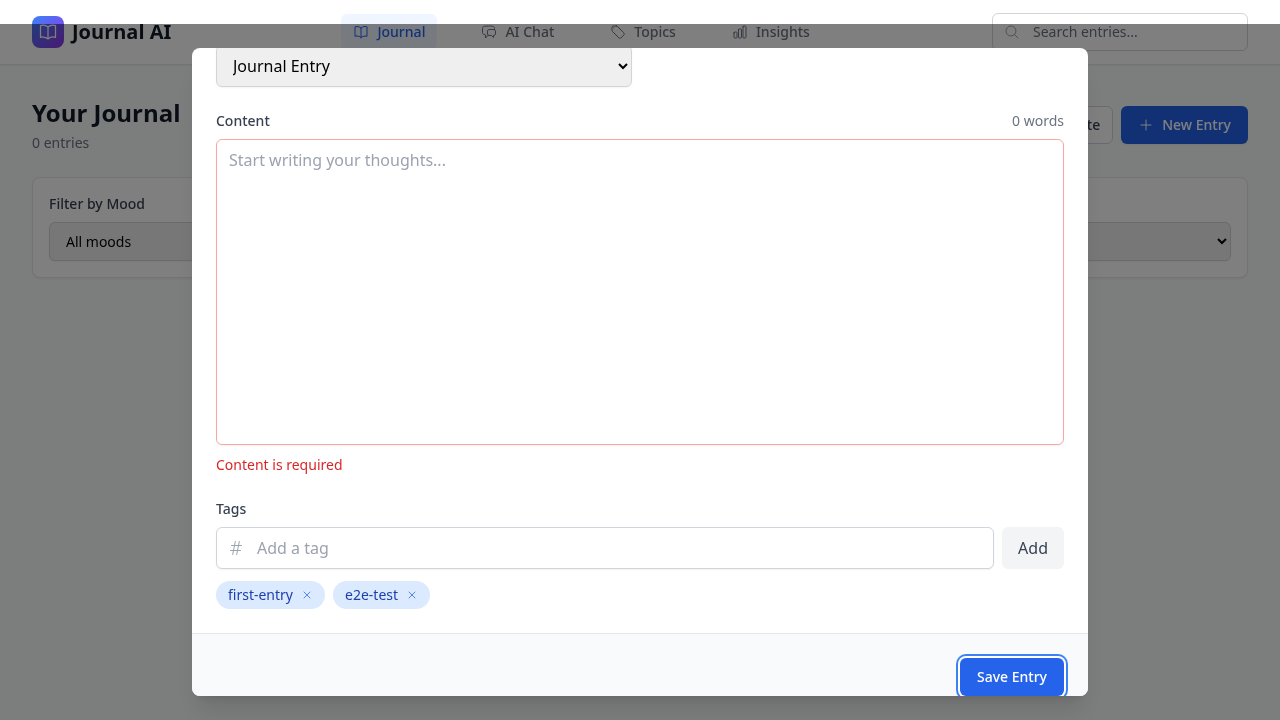 Journal AI
Journal
AI Chat
Topics
Insights
Search entries...
Your Journal
0 entries
te
New Entry
Filter by Mood
All moods
Journal Entry
Content
0 words
Start writing your thoughts...
Content is required
Tags
# Add a tag
Add
first-entry ×
e2e-test ×
Save Entry